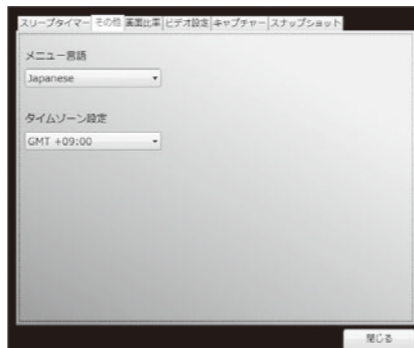 スリープタイマー その他 画面比率 ビデオ設定 キャプチャー スナップショット
メニュー言語
Japanese
タイムゾーン設定
GMT +09:00
閉じる